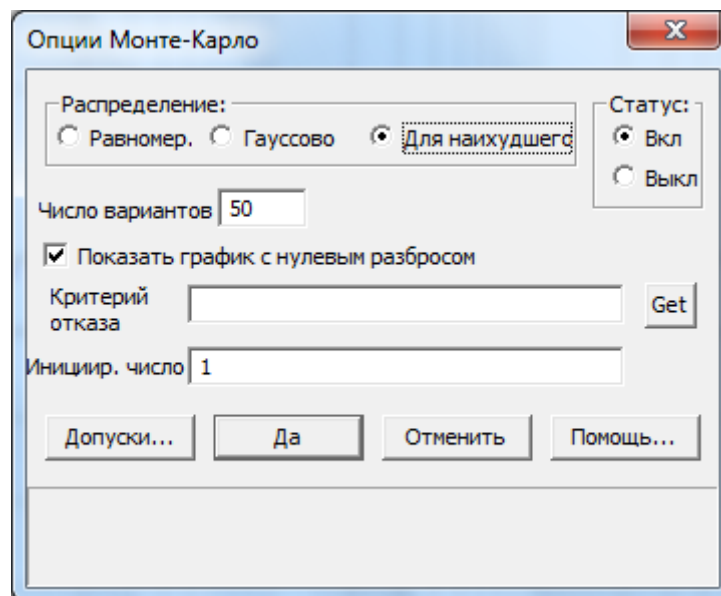 Опции Монте-Карло
Распределение:
Равномер. Гауссово Для наихудшего
Статус:
Вкл
Выкл
Число вариантов 50
Показать график с нулевым разбросом
Критерий отказа
Get
Инициир. число 1
Допуски... Да Отменить Помощь...